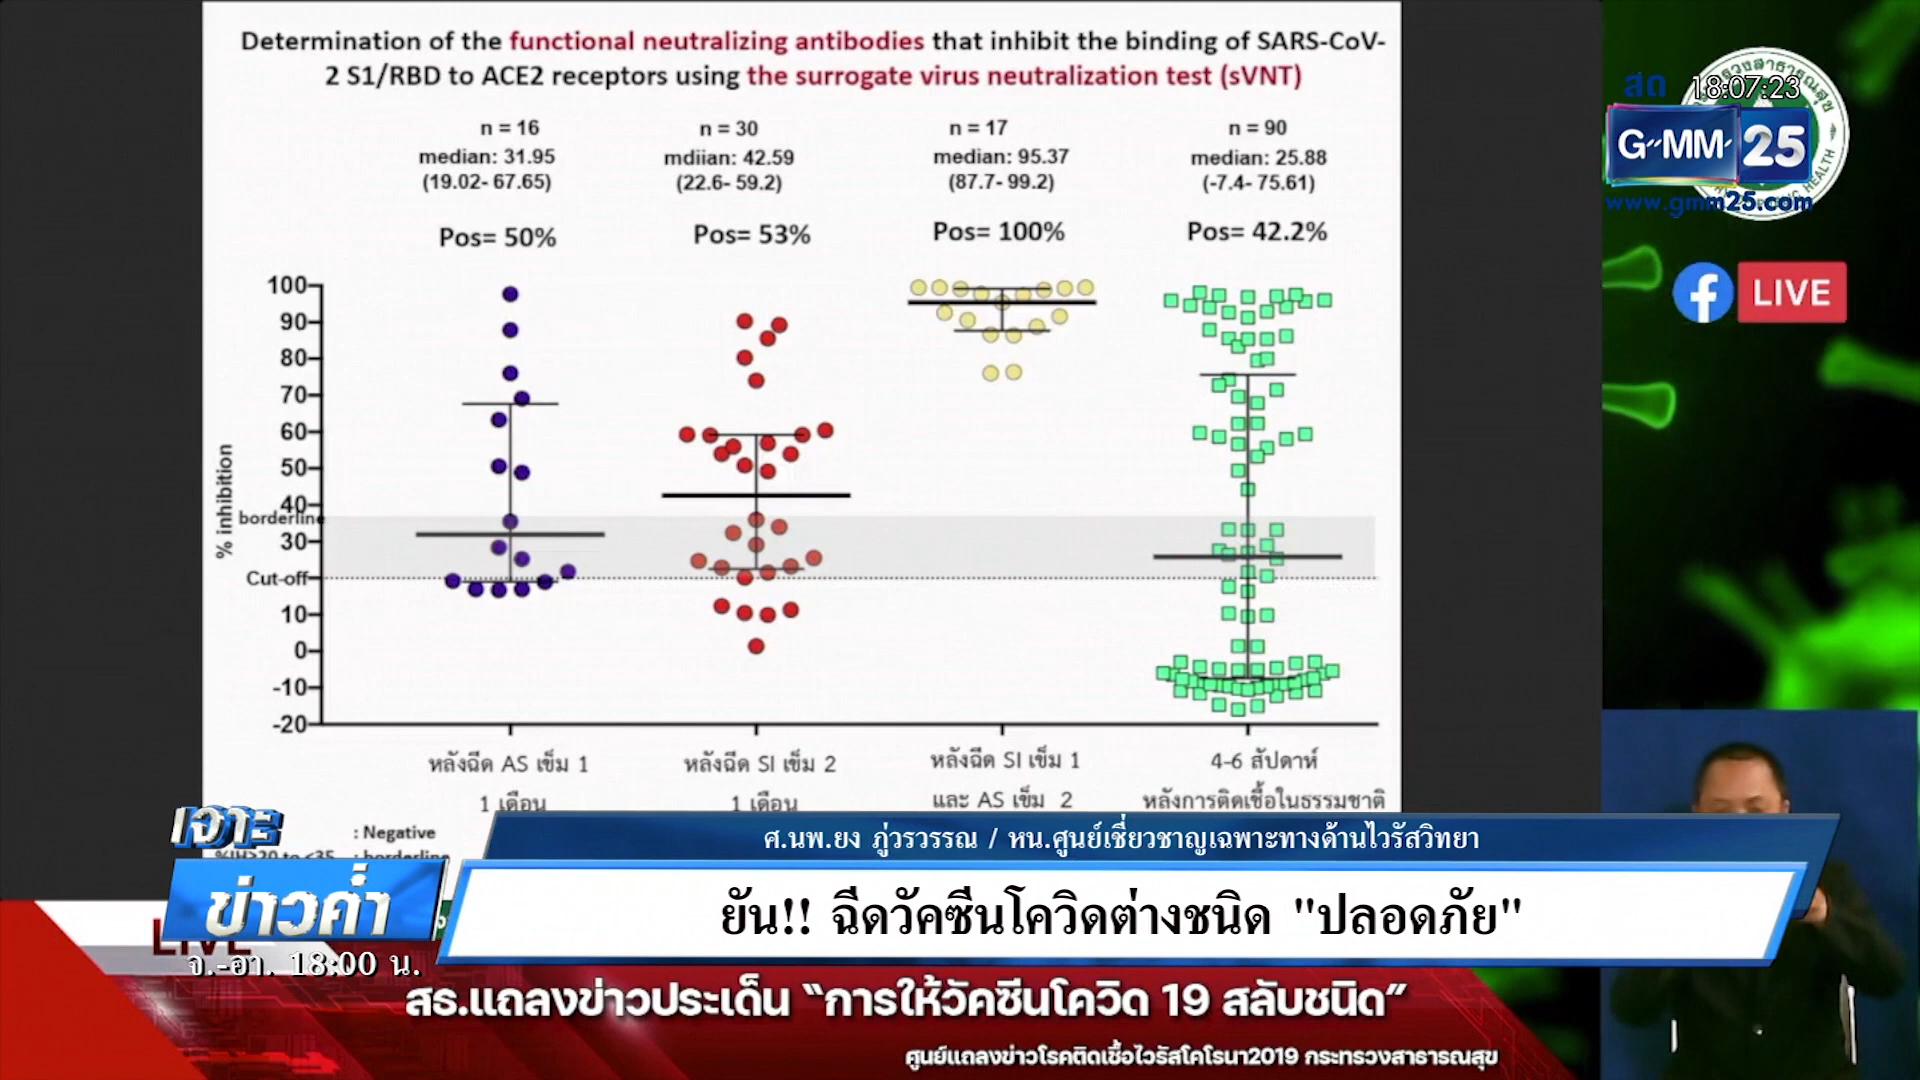 Determination of the functional neutralizing antibodies that inhibit the binding of SARS-CoV-
2 S1/RBD to ACE2 receptors using the surrogate virus neutralization test (sVNT)
n = 16
median: 31.95
(19.02- 67.65)
Pos= 50%
n = 30
mdiian: 42.59
(22.6- 59.2)
Pos= 53%
n = 17
median: 95.37
(87.7- 99.2)
Pos= 100%
n = 90
median: 25.88
(-7.4- 75.61)
Pos= 42.2%
สด 18:07:23
GMM 25
www.gmm25.com
f LIVE
% inhibition
100
90
80
70
60
50
40
borderline
30
Cut-off
10
0
-10
-20
หลังฉีด AS เข็ม 1
1 เดือน
หลังฉีด SI เข็ม 2
1 เดือน
หลังฉีด SI เข็ม 1
และ AS เข็ม 2
4-6 สัปดาห์
หลังการติดเชื้อในธรรมชาติ
: Negative
: borderline
เจาะ
ข่าวค่ำ
LIVE
จ.-อา. 18:00 น.
ศ.นพ.ยง ภู่วรวรรณ / หน.ศูนย์เชี่ยวชาญเฉพาะทางด้านไวรัสวิทยา
ยัน!! ฉีดวัคซีนโควิดต่างชนิด "ปลอดภัย"
สธ.แถลงข่าวประเด็น “การให้วัคซีนโควิด 19 สลับชนิด”
ศูนย์แถลงข่าวโรคติดเชื้อไวรัสโคโรนา2019 กระทรวงสาธารณสุข